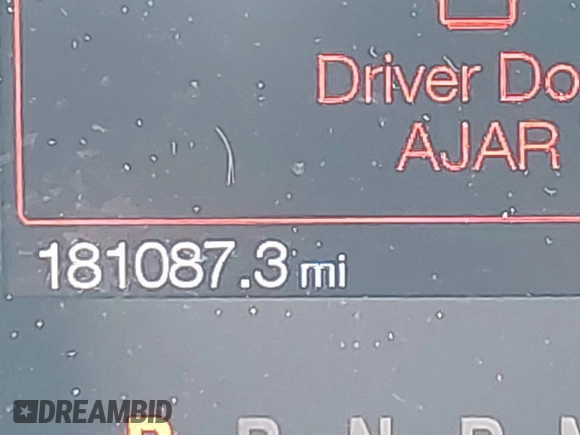 Driver Do
AJAR
181087.3 mi
P R N D M
DREAMBID